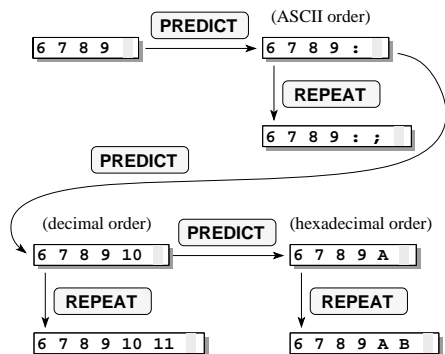 (ASCII order)
PREDICT
6 7 8 9
6 7 8 9 :
REPEAT
6 7 8 9 : ;
PREDICT
(decimal order)
(hexadecimal order)
PREDICT
6 7 8 9 10
6 7 8 9 A
REPEAT
REPEAT
6 7 8 9 10 11
6 7 8 9 A B